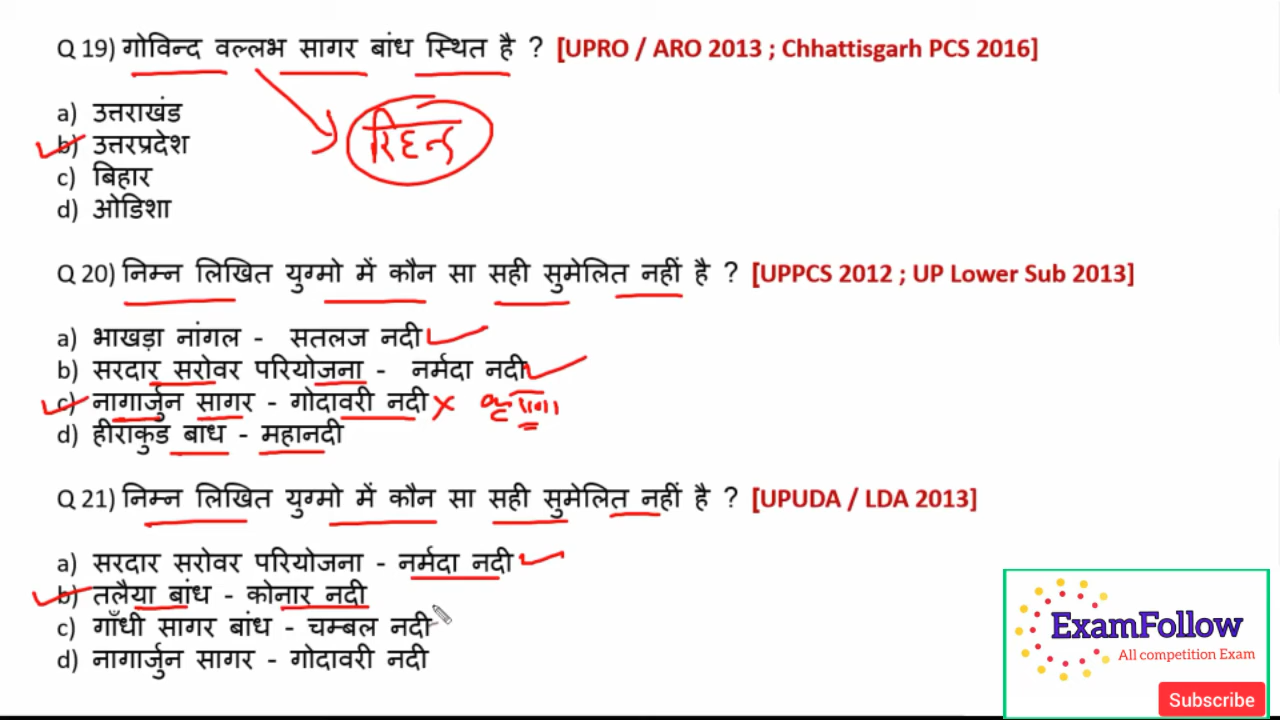 Q 19) गोविन्द वल्लभ सागर बांध स्थित है ? [UPRO / ARO 2013 ; Chhattisgarh PCS 2016]
a) उत्तराखंड
b) उत्तरप्रदेश
c) बिहार
d) ओडिशा
रिहन्द
Q 20) निम्न लिखित युग्मो में कौन सा सही सुमेलित नहीं है ? [UPPCS 2012 ; UP Lower Sub 2013]
a) भाखड़ा नांगल - सतलज नदी
b) सरदार सरोवर परियोजना - नर्मदा नदी
c) नागार्जुन सागर - गोदावरी नदी
d) हीराकुड बांध - महानदी
Q 21) निम्न लिखित युग्मो में कौन सा सही सुमेलित नहीं है ? [UPUDA / LDA 2013]
a) सरदार सरोवर परियोजना - नर्मदा नदी
b) तलैया बांध - कोनार नदी
c) गाँधी सागर बांध - चम्बल नदी
d) नागार्जुन सागर - गोदावरी नदी
ExamFollow
All competition Exam
Subscribe